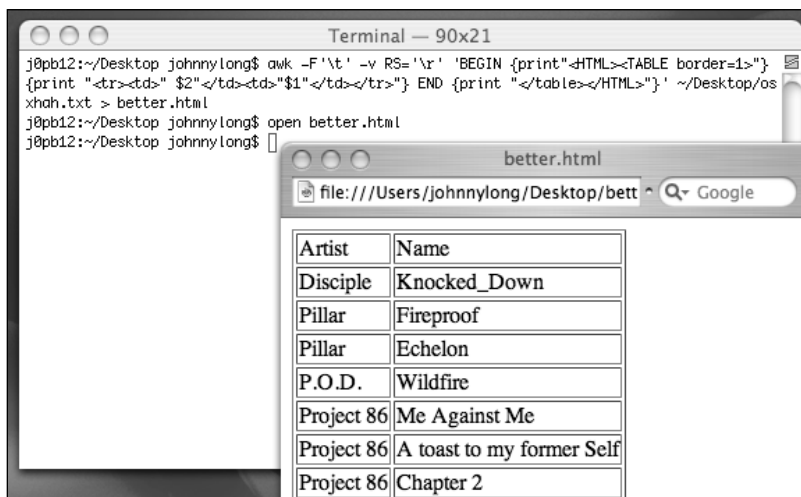 Terminal — 90x21
j0pb12:~/Desktop johnnylong$ awk -F'\t' -v RS='\r' 'BEGIN {print"<HTML><TABLE border=1>"}
{print "<tr><td>" $2"</td><td>"$1"</td></tr>"} END {print "</table></HTML>"}' ~/Desktop/os
xhah.txt > better.html
j0pb12:~/Desktop johnnylong$ open better.html
j0pb12:~/Desktop johnnylong$
better.html
file:///Users/johnnylong/Desktop/bett Google
Artist Name
Disciple Knocked_Down
Pillar Fireproof
Pillar Echelon
P.O.D. Wildfire
Project 86 Me Against Me
Project 86 A toast to my former Self
Project 86 Chapter 2